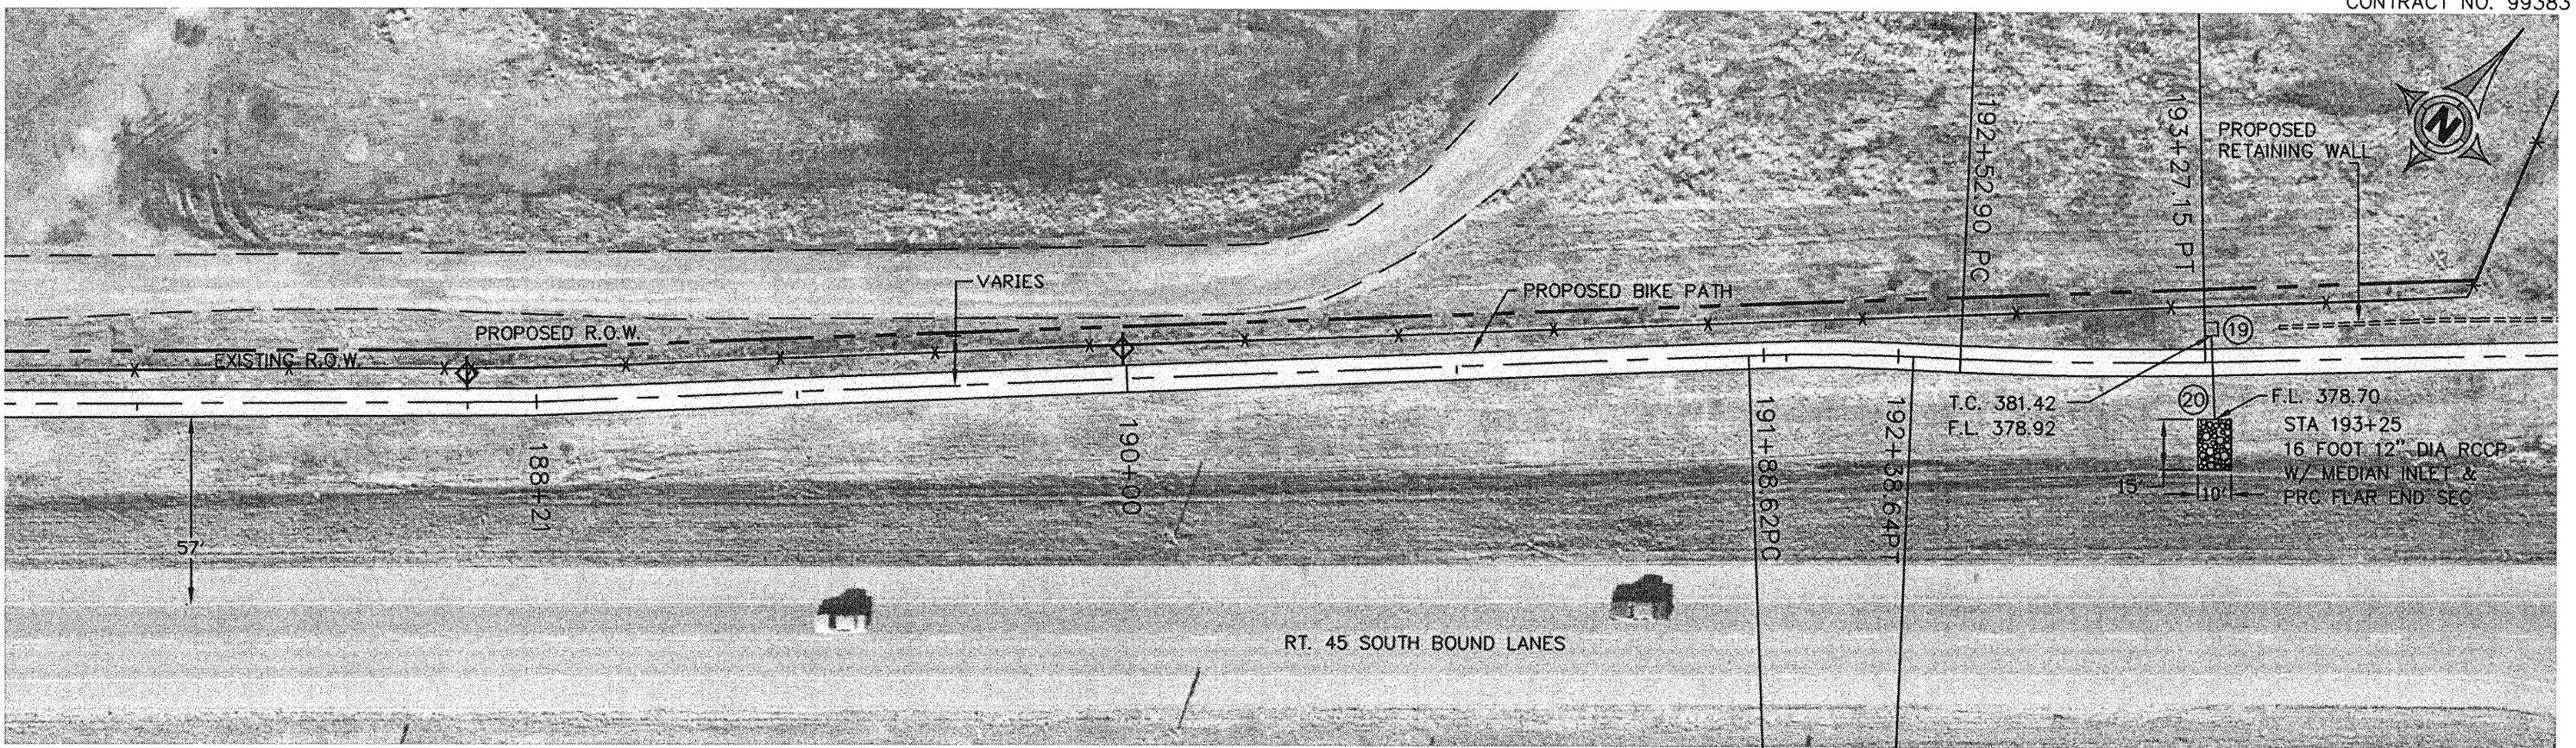 CONTRACT NO. 99383
N
PROPOSED
RETAINING WALL
192+52.90 PC
193+27.15 PT
VARIES
PROPOSED BIKE PATH
PROPOSED R.O.W.
EXISTING R.O.W.
19
20
T.C. 381.42
F.L. 378.92
F.L. 378.70
STA 193+25
16 FOOT 12" DIA RCCP
W/ MEDIAN INLET &
PRC FLAR END SEC
15'
10'
188+21
190+00
191+88.62PC
192+38.64PT
57'
RT. 45 SOUTH BOUND LANES